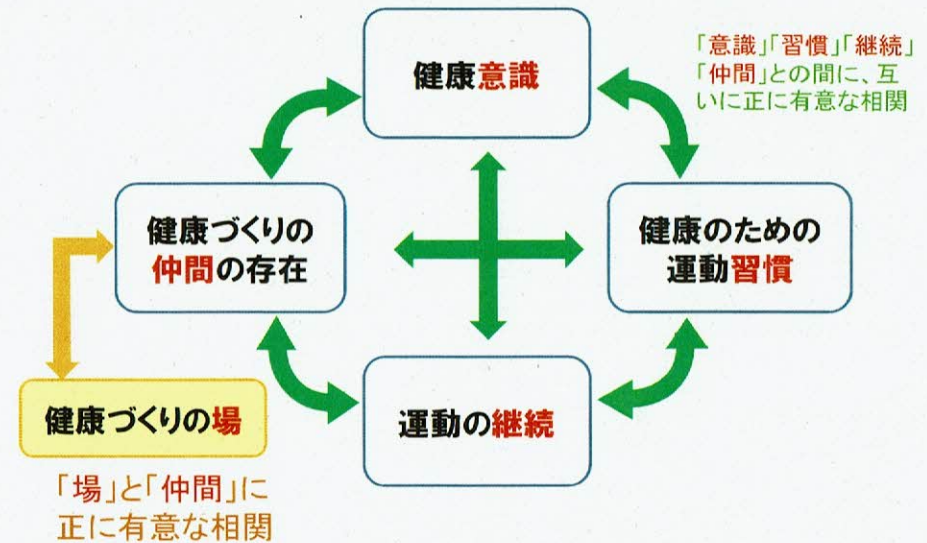 健康意識
「意識」「習慣」「継続」
「仲間」との間に、互
いに正に有意な相関
健康づくりの
仲間の存在
健康のための
運動習慣
健康づくりの場
運動の継続
「場」と「仲間」に
正に有意な相関